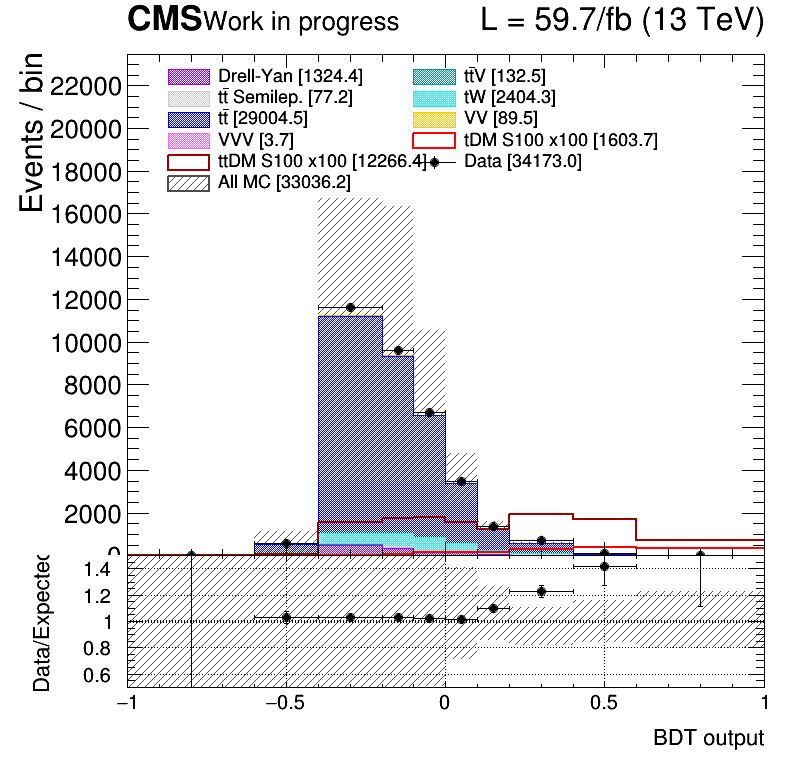 CMS Work in progress L = 59.7/fb (13 TeV)
Events / bin
22000
20000
18000
16000
14000
12000
10000
8000
6000
4000
2000
0
Drell-Yan [1324.4] tt̄V [132.5]
tt̄ Semilep. [77.2] tW [2404.3]
tt̄ [29004.5] VV [89.5]
VVV [3.7] tDM S100 x100 [1603.7]
ttDM S100 x100 [12266.4] Data [34173.0]
All MC [33036.2]
Data/Expected
1.4
1.2
1
0.8
0.6
−1 −0.5 0 0.5 1
BDT output